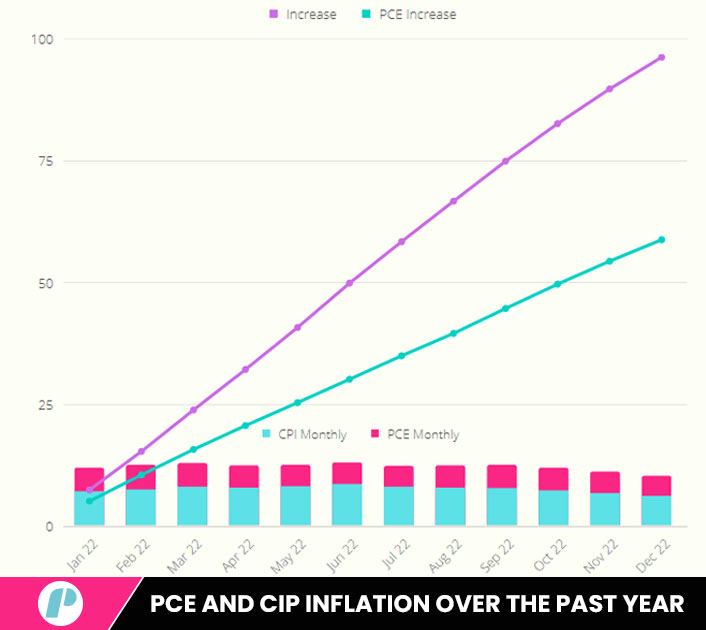 Increase PCE Increase
100
75
50
25
CPI Monthly PCE Monthly
0
Jan 22 Feb 22 Mar 22 Apr 22 May 22 Jun 22 Jul 22 Aug 22 Sep 22 Oct 22 Nov 22 Dec 22
PCE AND CIP INFLATION OVER THE PAST YEAR